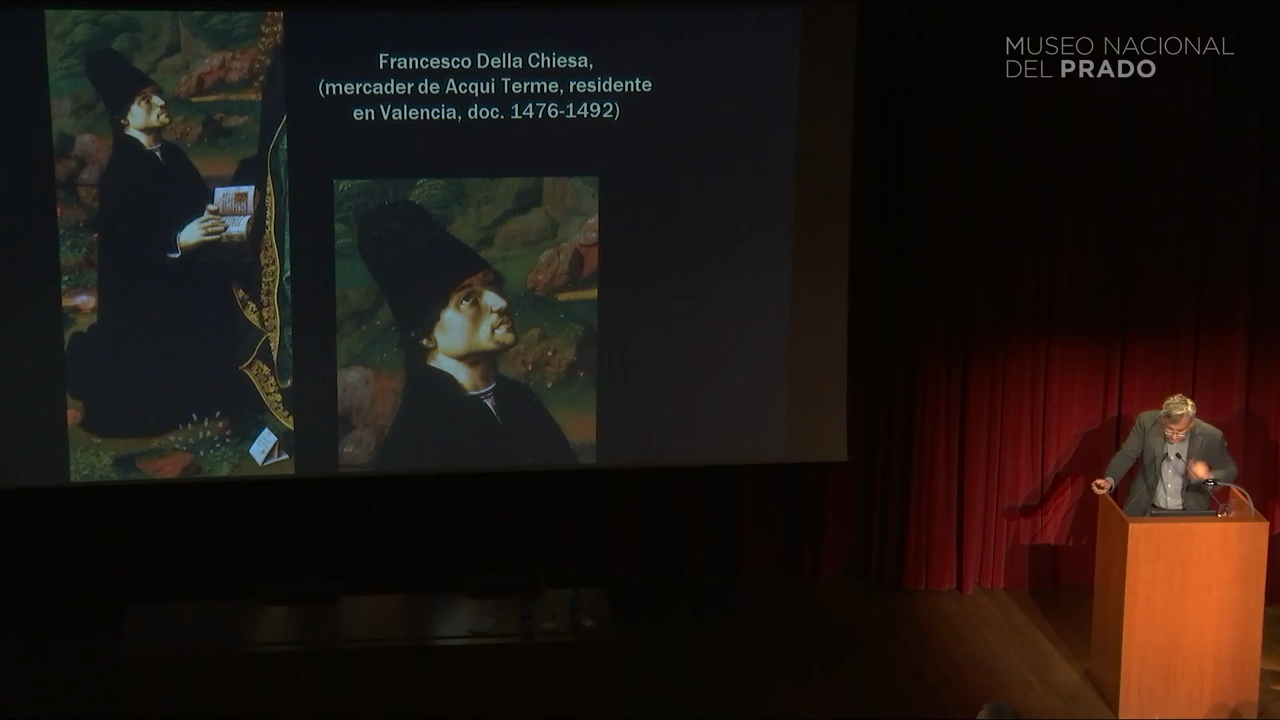 Francesco Della Chiesa,
(mercader de Acqui Terme, residente
en Valencia, doc. 1476-1492)
MUSEO NACIONAL
DEL PRADO